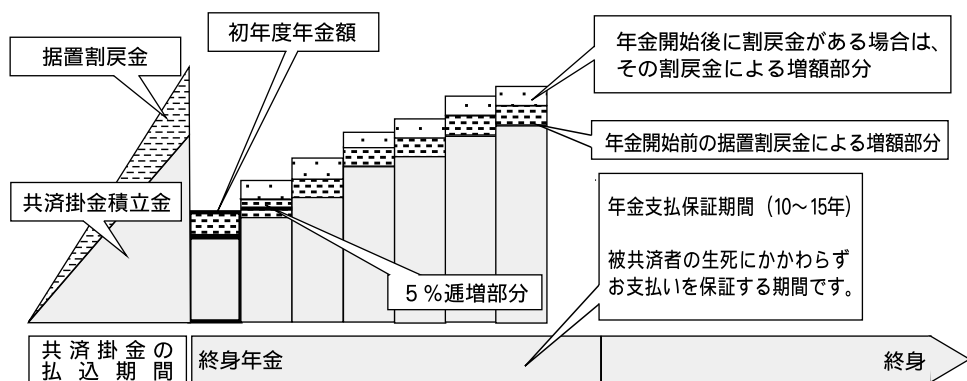 初年度年金額
据置割戻金
年金開始後に割戻金がある場合は、
その割戻金による増額部分
年金開始前の据置割戻金による増額部分
共済掛金積立金
年金支払保証期間（10〜15年）
被共済者の生死にかかわらず
お支払いを保証する期間です。
5％逓増部分
共済掛金の
払込期間
終身年金
終身